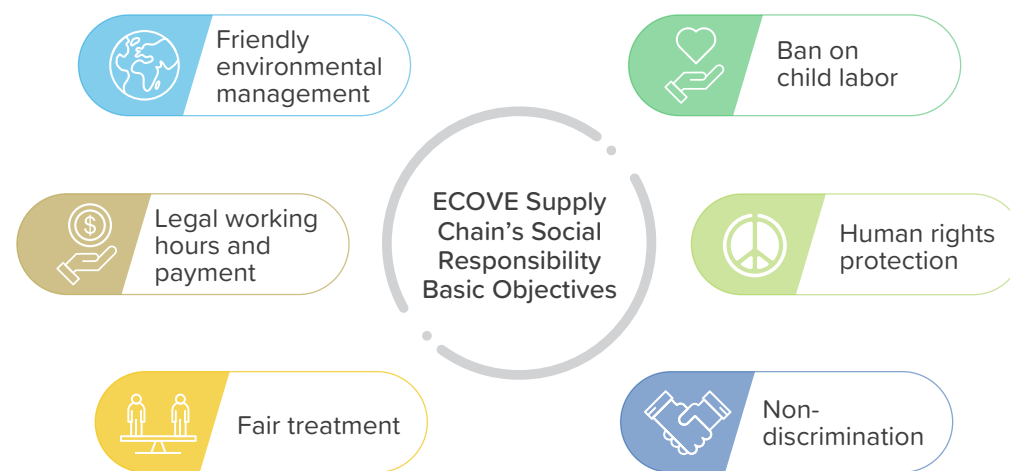 Friendly
environmental
management
Ban on
child labor
ECOVE Supply
Chain's Social
Responsibility
Basic Objectives
Legal working
hours and
payment
$
Human rights
protection
Fair treatment
Non-
discrimination